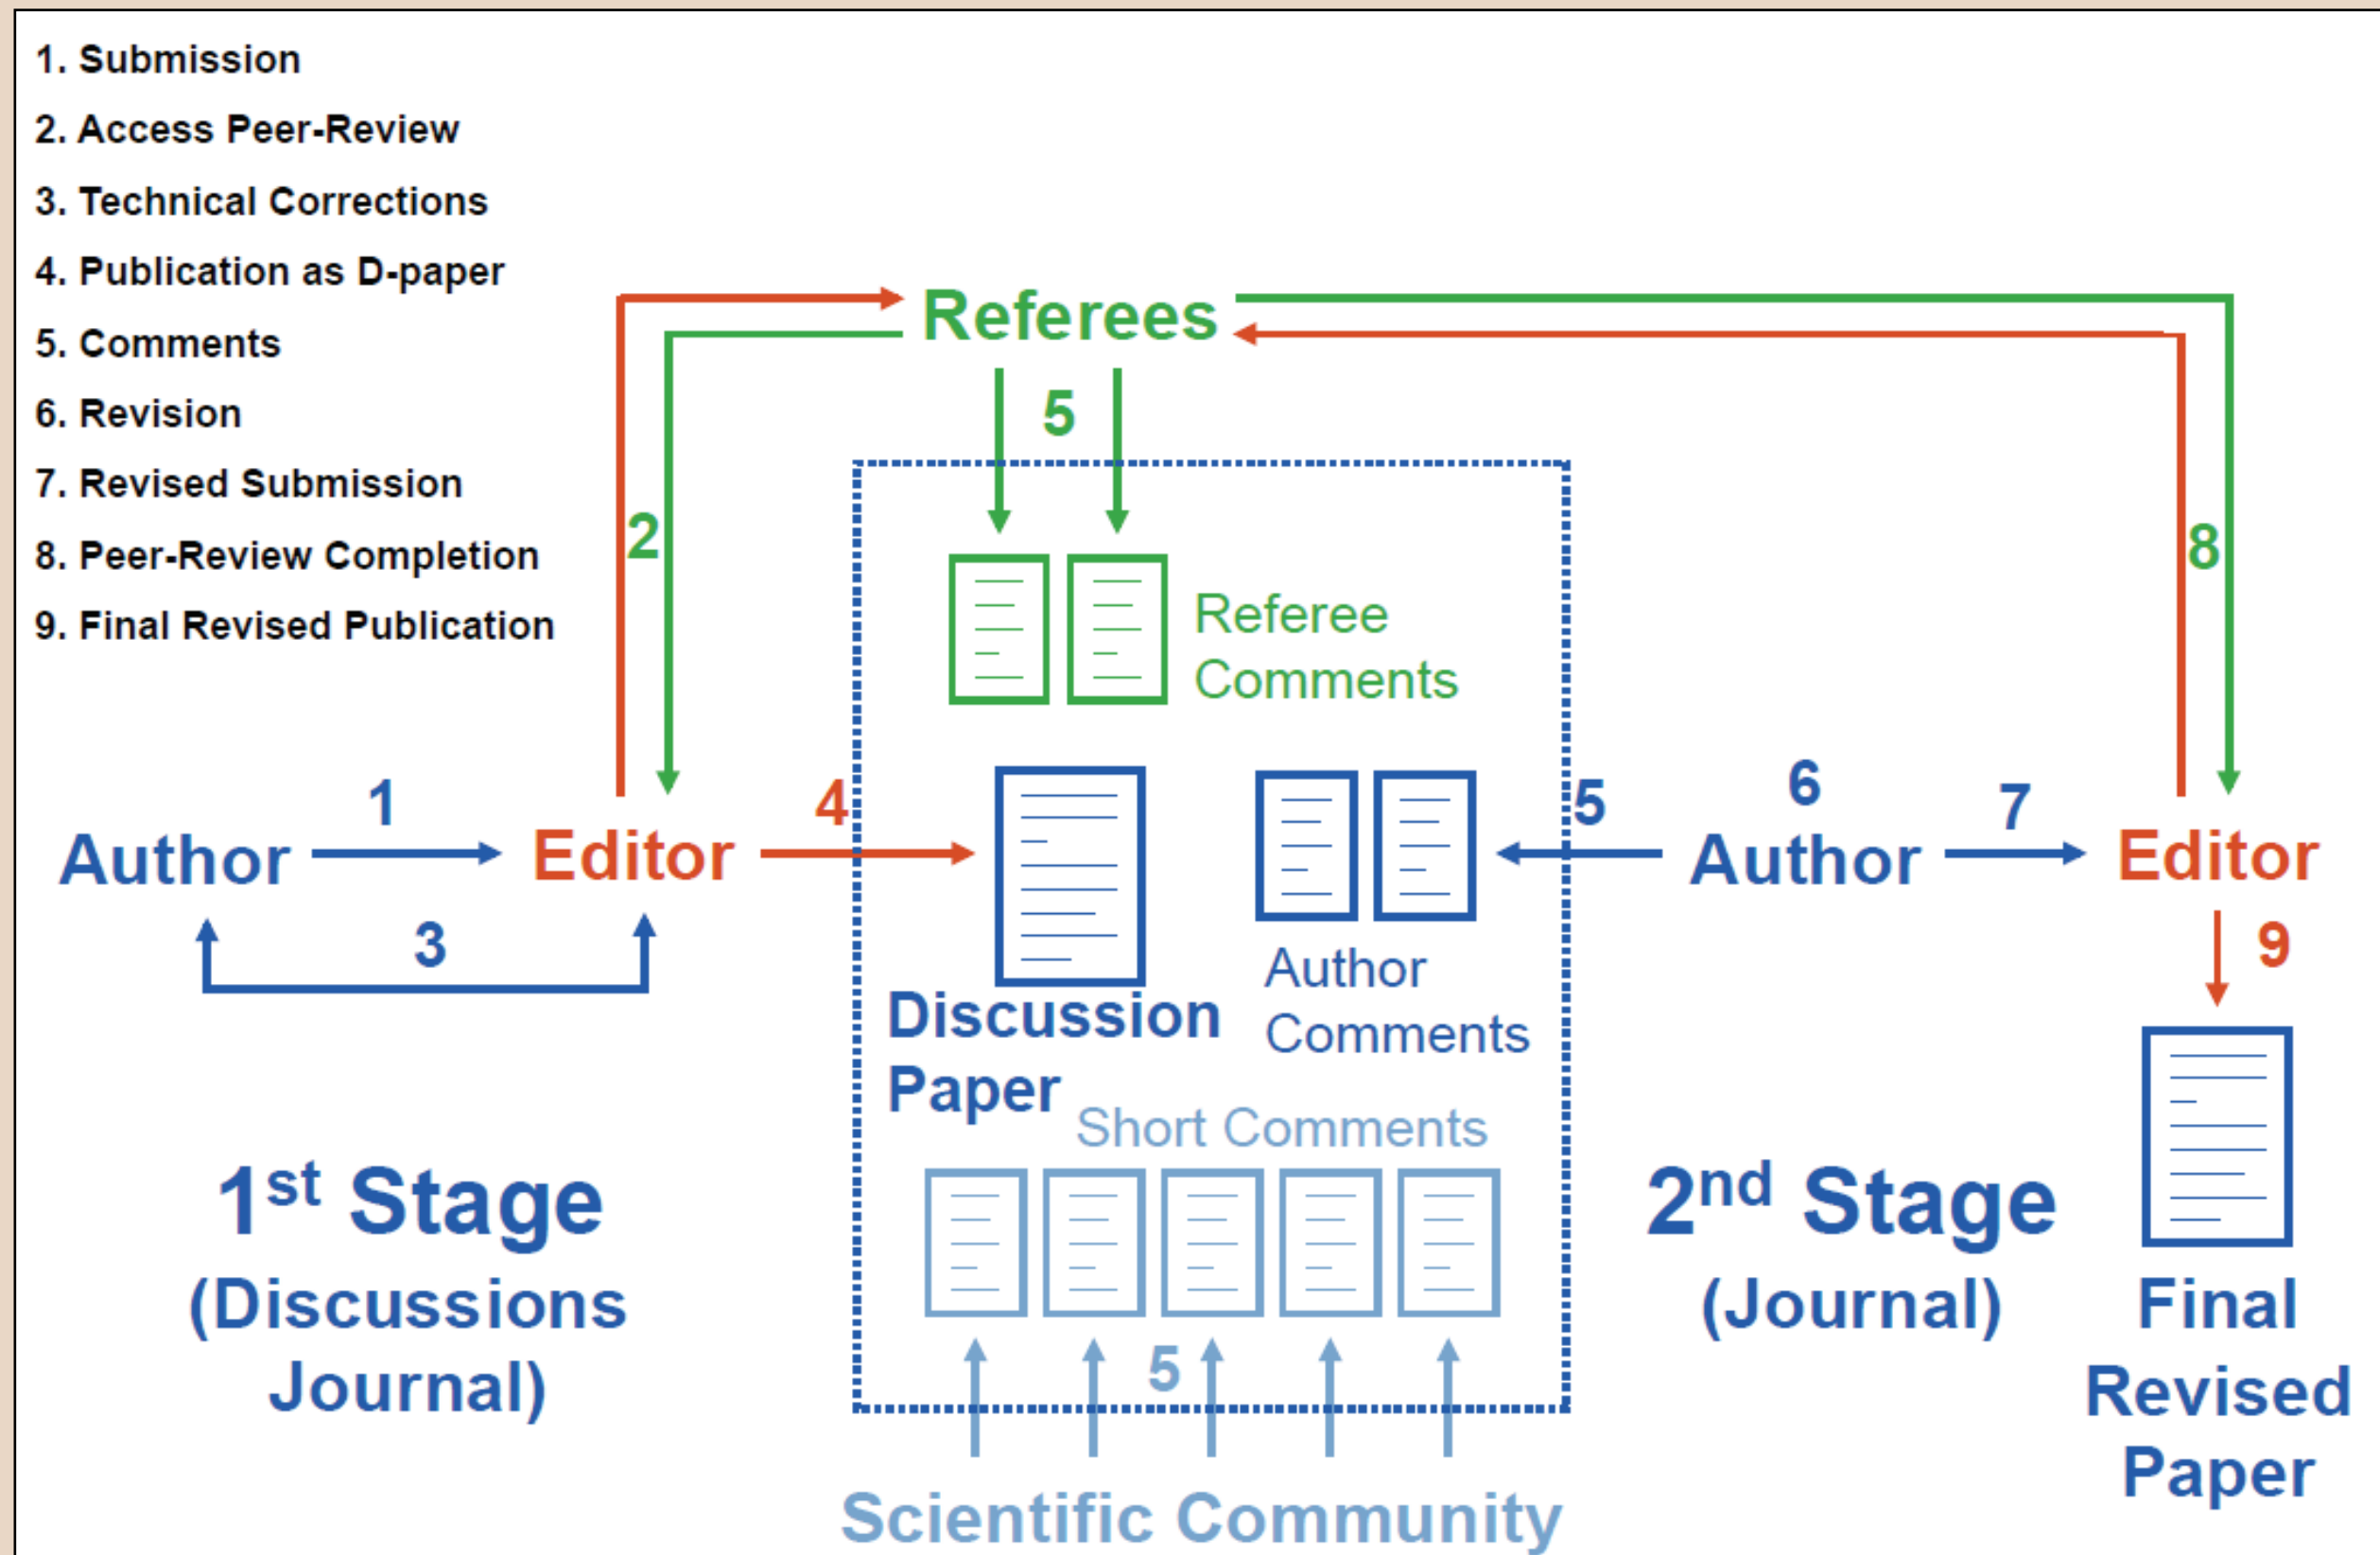 1. Submission
2. Access Peer-Review
3. Technical Corrections
4. Publication as D-paper
5. Comments
6. Revision
7. Revised Submission
8. Peer-Review Completion
9. Final Revised Publication
Referees
5
2
8
Referee
Comments
1
4
5
6
7
Author
Editor
Author
Editor
3
9
Author
Comments
Discussion
Paper
Short Comments
1st Stage
(Discussions
Journal)
2nd Stage
(Journal)
Final
Revised
Paper
5
Scientific Community